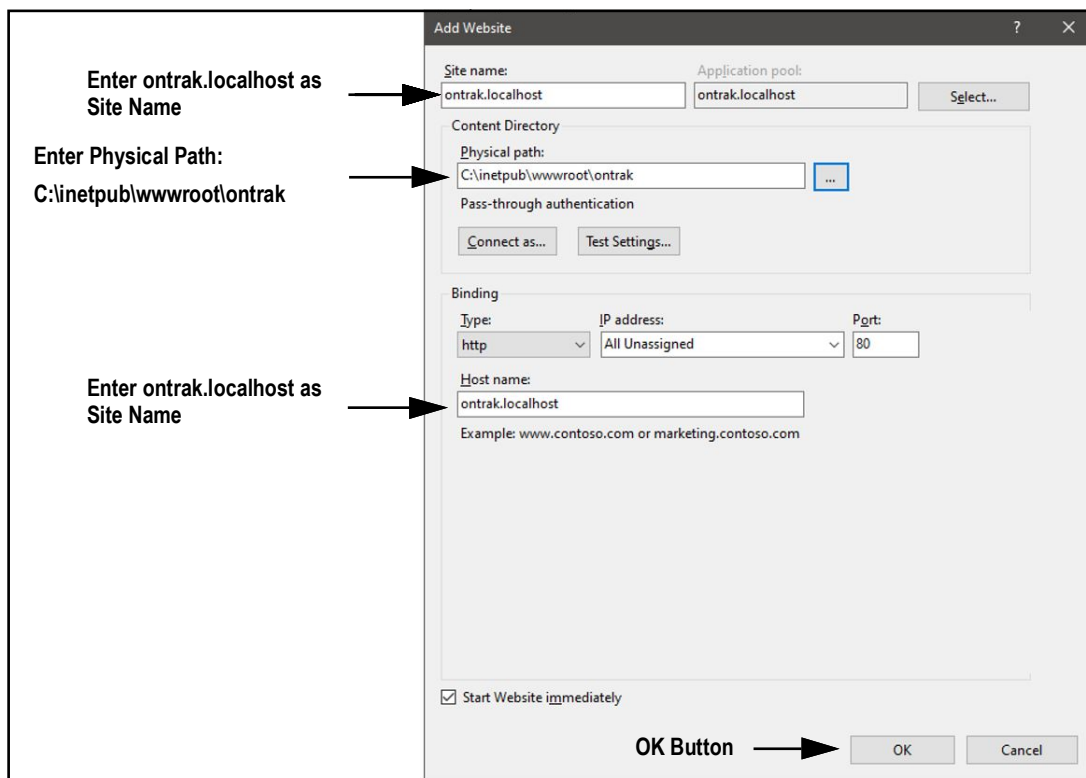 Add Website
? ×
Enter ontrak.localhost as
Site Name
Site name:
Application pool:
ontrak.localhost
ontrak.localhost
Select...
Content Directory
Enter Physical Path:
C:\inetpub\wwwroot\ontrak
Physical path:
C:\inetpub\wwwroot\ontrak
...
Pass-through authentication
Connect as...
Test Settings...
Binding
Type:
IP address:
Port:
http
All Unassigned
80
Enter ontrak.localhost as
Site Name
Host name:
ontrak.localhost
Example: www.contoso.com or marketing.contoso.com
Start Website immediately
OK Button
OK
Cancel